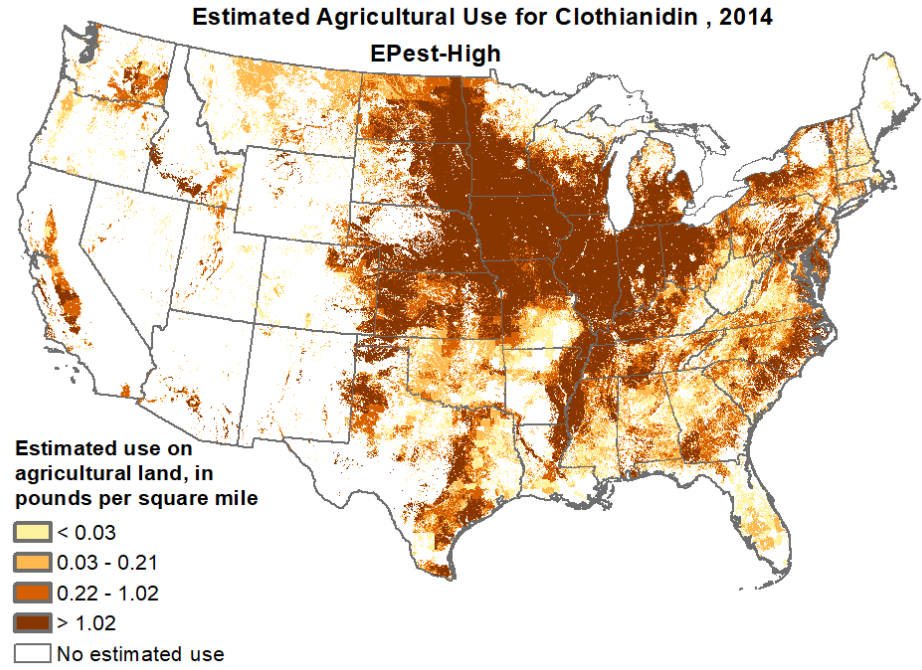 Estimated Agricultural Use for Clothianidin , 2014
EPest-High
Estimated use on
agricultural land, in
pounds per square mile
< 0.03
0.03 - 0.21
0.22 - 1.02
> 1.02
No estimated use